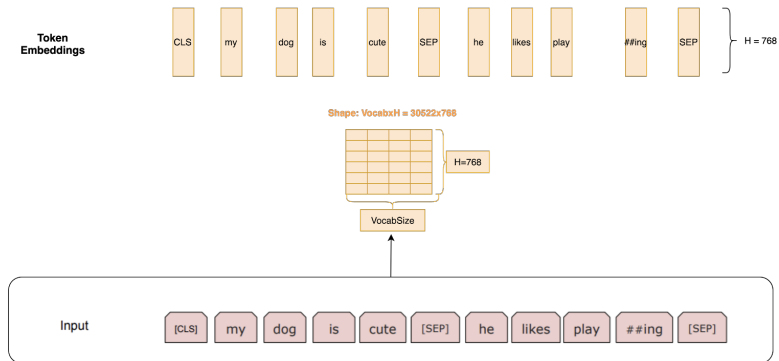 Token
Embeddings
CLS my dog is cute SEP he likes play ##ing SEP
H = 768
Shape: VocabxH = 30522x768
H=768
VocabSize
Input
[CLS] my dog is cute [SEP] he likes play ##ing [SEP]